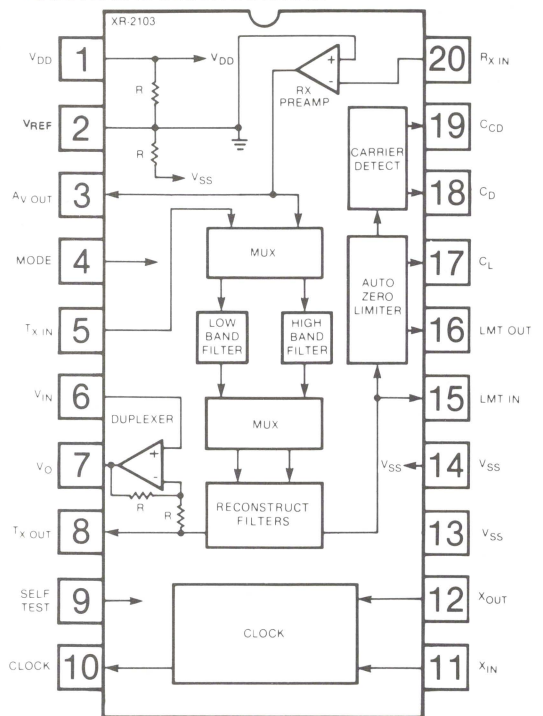 XR-2103
VDD 1
VDD
R
VREF 2
R
VSS
AV OUT 3
MODE 4
TX IN 5
VIN 6
VO 7
TX OUT 8
SELF
TEST 9
CLOCK 10
+
-
RX
PREAMP
MUX
LOW
BAND
FILTER
HIGH
BAND
FILTER
MUX
DUPLEXER
+
-
R
R
RECONSTRUCT
FILTERS
CLOCK
CARRIER
DETECT
AUTO
ZERO
LIMITER
VSS
20 RX IN
19 CCD
18 CD
17 CL
16 LMT OUT
15 LMT IN
14 VSS
13 VSS
12 XOUT
11 XIN